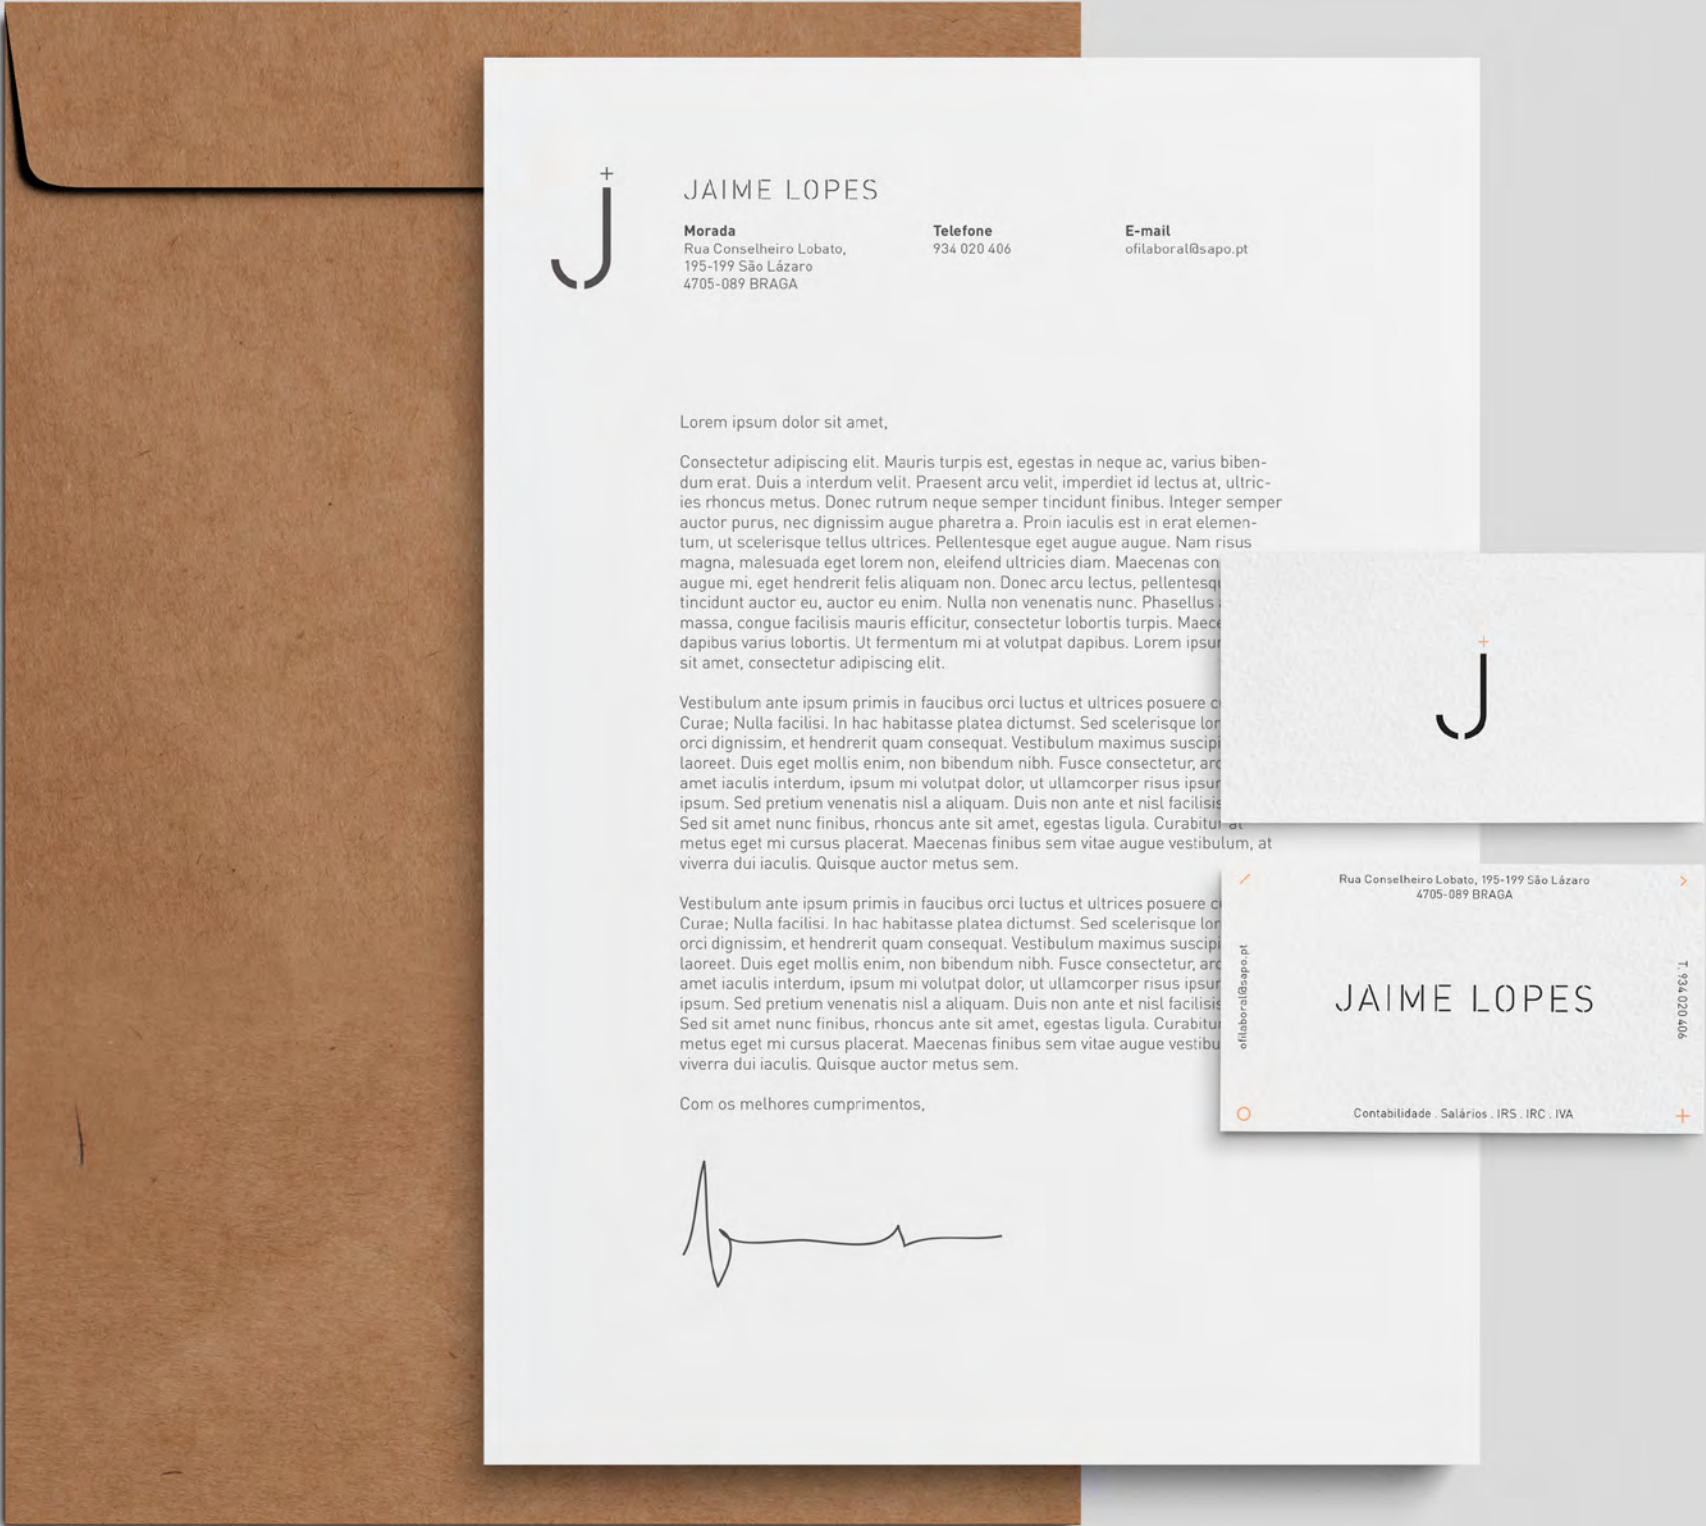 J
JAIME LOPES
Morada
Rua Conselheiro Lobato,
195-199 São Lázaro
4705-089 BRAGA
Telefone
934 020 406
E-mail
ofilaboral@sapo.pt
Lorem ipsum dolor sit amet,
Consectetur adipiscing elit. Mauris turpis est, egestas in neque ac, varius biben-
dum erat. Duis a interdum velit. Praesent arcu velit, imperdiet id lectus at, ultric-
ies rhoncus metus. Donec rutrum neque semper tincidunt finibus. Integer semper
auctor purus, nec dignissim augue pharetra a. Proin iaculis est in erat elemen-
tum, ut scelerisque tellus ultrices. Pellentesque eget augue augue. Nam risus
magna, malesuada eget lorem non, eleifend ultricies diam. Maecenas con
augue mi, eget hendrerit felis aliquam non. Donec arcu lectus, pellentesqu
tincidunt auctor eu, auctor eu enim. Nulla non venenatis nunc. Phasellus
massa, congue facilisis mauris efficitur, consectetur lobortis turpis. Maece
dapibus varius lobortis. Ut fermentum mi at volutpat dapibus. Lorem ipsu
sit amet, consectetur adipiscing elit.
Vestibulum ante ipsum primis in faucibus orci luctus et ultrices posuere c
Curae; Nulla facilisi. In hac habitasse platea dictumst. Sed scelerisque lor
orci dignissim, et hendrerit quam consequat. Vestibulum maximus suscipi
laoreet. Duis eget mollis enim, non bibendum nibh. Fusce consectetur, arc
amet iaculis interdum, ipsum mi volutpat dolor, ut ullamcorper risus ipsu
ipsum. Sed pretium venenatis nisl a aliquam. Duis non ante et nisl facilisis
Sed sit amet nunc finibus, rhoncus ante sit amet, egestas ligula. Curabitur at
metus eget mi cursus placerat. Maecenas finibus sem vitae augue vestibulum, at
viverra dui iaculis. Quisque auctor metus sem.
Vestibulum ante ipsum primis in faucibus orci luctus et ultrices posuere c
Curae; Nulla facilisi. In hac habitasse platea dictumst. Sed scelerisque lor
orci dignissim, et hendrerit quam consequat. Vestibulum maximus suscipi
laoreet. Duis eget mollis enim, non bibendum nibh. Fusce consectetur, arc
amet iaculis interdum, ipsum mi volutpat dolor, ut ullamcorper risus ipsu
ipsum. Sed pretium venenatis nisl a aliquam. Duis non ante et nisl facilisis
Sed sit amet nunc finibus, rhoncus ante sit amet, egestas ligula. Curabitu
metus eget mi cursus placerat. Maecenas finibus sem vitae augue vestibu
viverra dui iaculis. Quisque auctor metus sem.
Com os melhores cumprimentos,
J
Rua Conselheiro Lobato, 195-199 São Lázaro
4705-089 BRAGA
ofilaboral@sapo.pt
JAIME LOPES
T. 934 020 406
Contabilidade . Salários . IRS . IRC . IVA